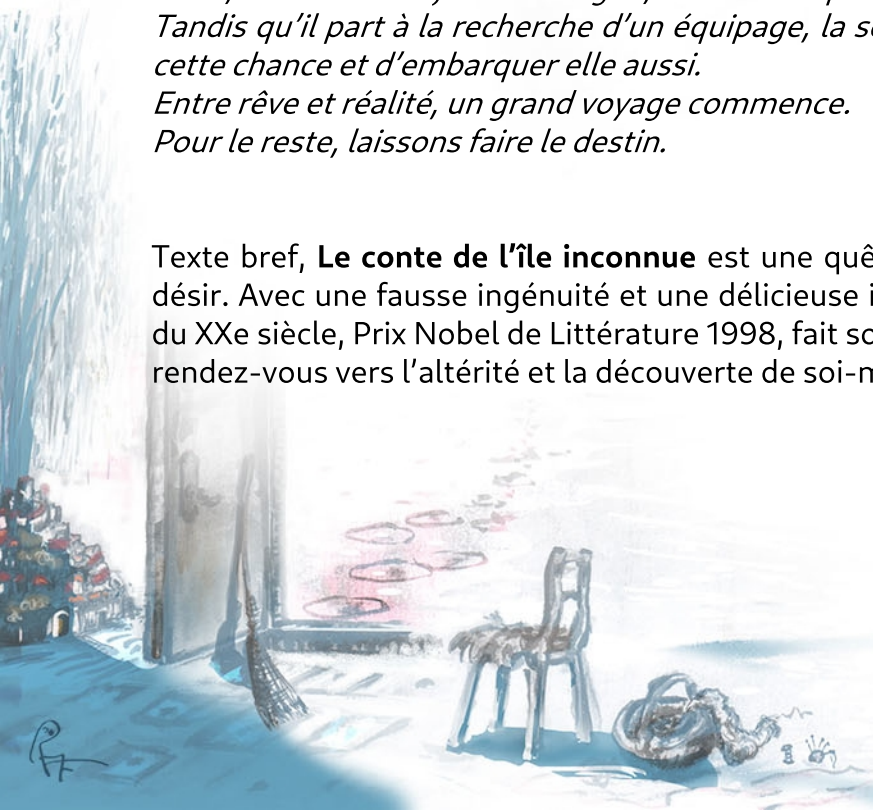 Tandis qu'il part à la recherche d'un équipage, la
cette chance et d'embarquer elle aussi.
Entre rêve et réalité, un grand voyage commence.
Pour le reste, laissons faire le destin.
Texte bref, Le conte de l'île inconnue est une
désir. Avec une fausse ingénuité et une délicieuse
du XXe siècle, Prix Nobel de Littérature 1998, fait
rendez-vous vers l'altérité et la découverte de